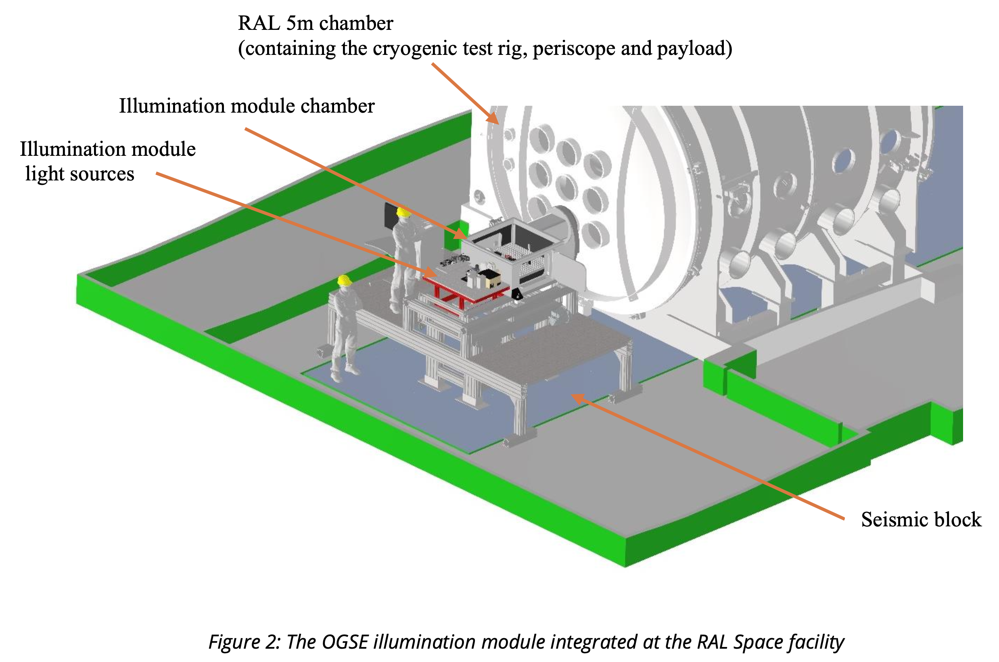 RAL 5m chamber
(containing the cryogenic test rig, periscope and payload)
Illumination module chamber
Illumination module
light sources
Seismic block
Figure 2: The OGSE illumination module integrated at the RAL Space facility